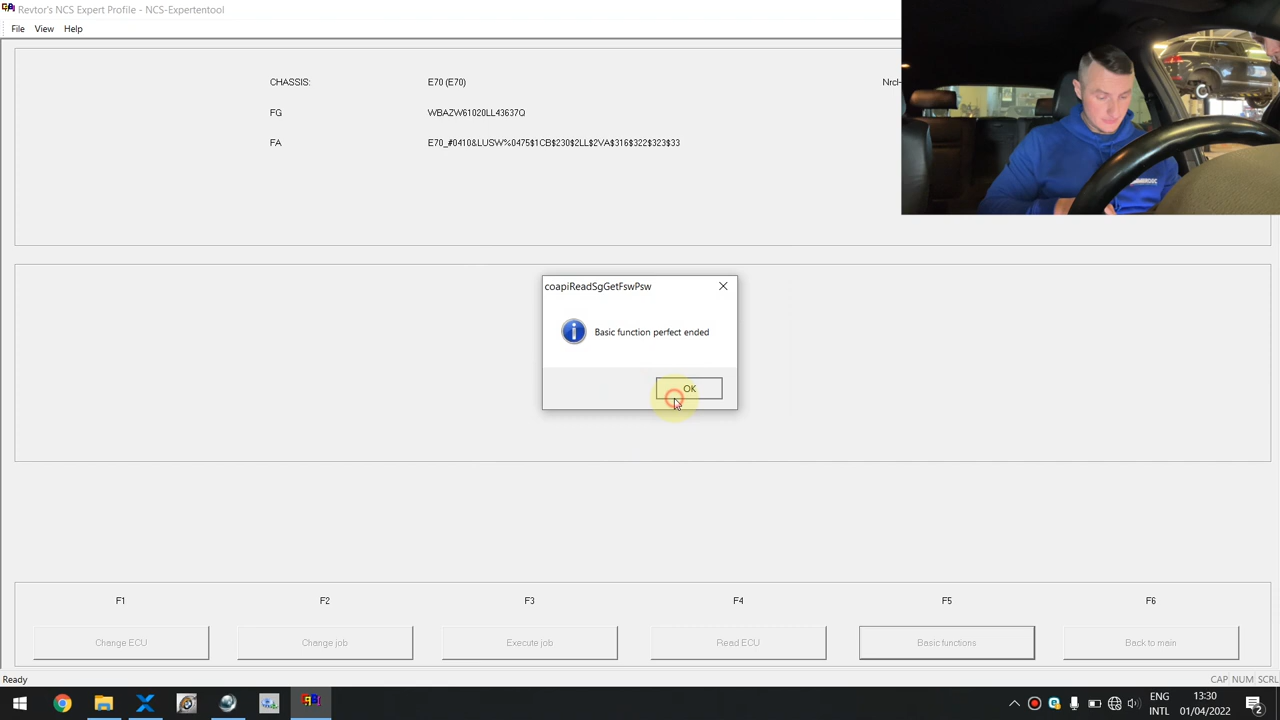 Revtor's NCS Expert Profile - NCS-Expertentool
File View Help
CHASSIS: E70 (E70)
FG WBAZW61020LL43637Q
FA E70_#0410&LUSW%0475$1CB$230$2LL$2VA$316$322$323$33
coapiReadSgGetFswPsw
Basic function perfect ended
OK
F1 F2 F3 F4 F5 F6
Change ECU Change job Execute job Read ECU Basic functions Back to main
Ready CAP NUM SCRL
ENG 13:30
INTL 01/04/2022
2